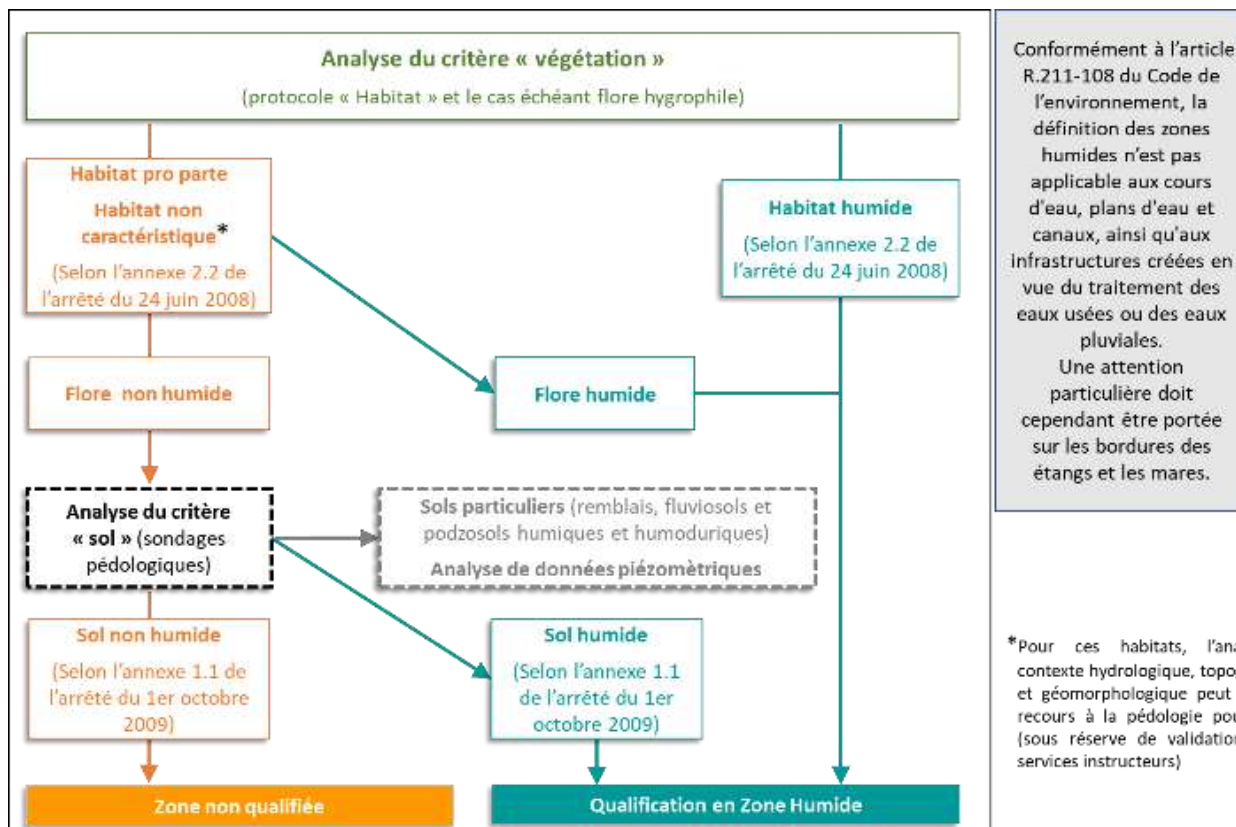 Analyse du critère « végétation »
(protocole « Habitat » et le cas échéant flore hygrophile)
Habitat pro parte
Habitat non
caractéristique*
(Selon l'annexe 2.2 de
l'arrêté du 24 juin 2008)
Habitat humide
(Selon l'annexe 2.2 de
l'arrêté du 24 juin 2008)
Flore non humide
Flore humide
Analyse du critère
« sol » (sondages
pédologiques)
Sols particuliers (remblais, fluviosols et
podzosols humiques et humoduriques)
Analyse de données piézomètriques
Sol non humide
(Selon l'annexe 1.1 de
l'arrêté du 1er octobre
2009)
Sol humide
(Selon l'annexe 1.1
de l'arrêté du 1er
octobre 2009)
Zone non qualifiée
Qualification en Zone Humide
Conformément à l'article
R.211-108 du Code de
l'environnement, la
définition des zones
humides n'est pas
applicable aux cours
d'eau, plans d'eau et
canaux, ainsi qu'aux
infrastructures créées en
vue du traitement des
eaux usées ou des eaux
pluviales.
Une attention
particulière doit
cependant être portée
sur les bordures des
étangs et les mares.
*Pour ces habitats,
contexte hydrologique,
et géomorphologique peut
recours à la pédologie
(sous réserve de
services instructeurs)